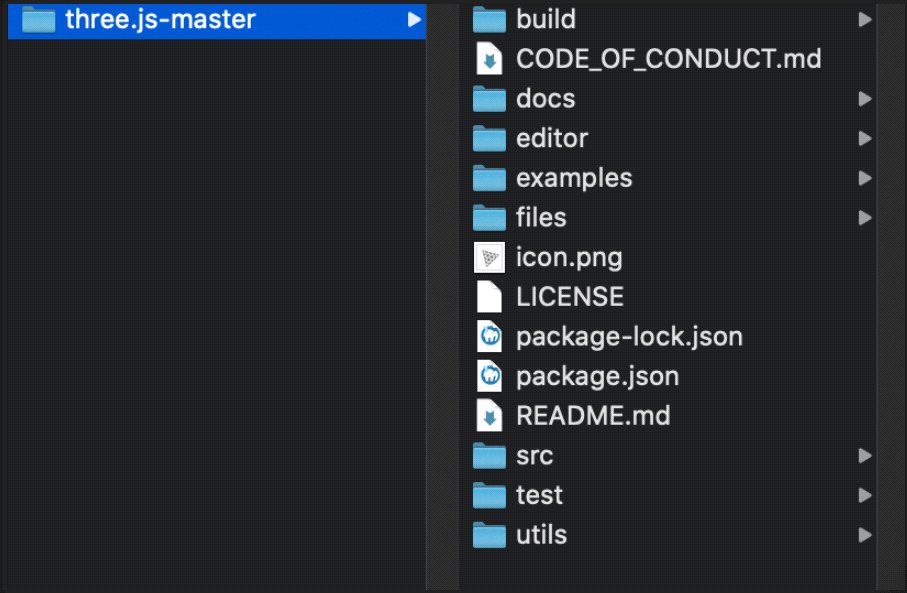 three.js-master
build
CODE_OF_CONDUCT.md
docs
editor
examples
files
icon.png
LICENSE
package-lock.json
package.json
README.md
src
test
utils